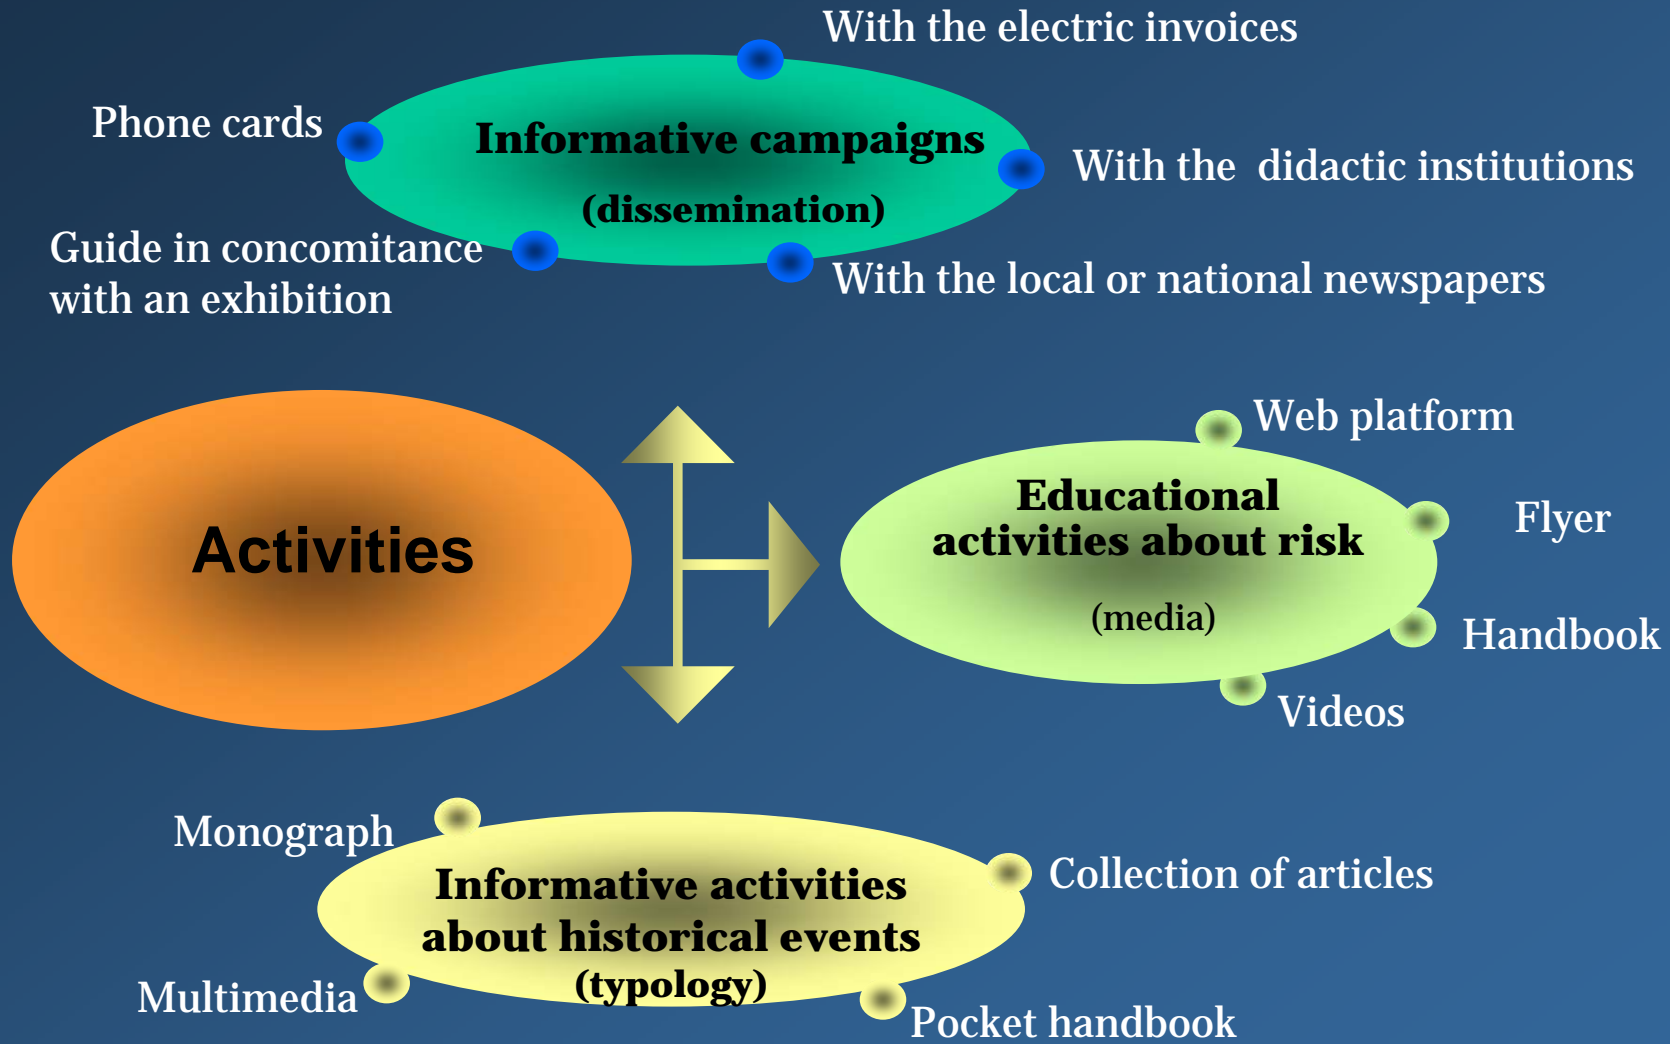 With the electric invoices
Phone cards
Informative campaigns
(dissemination)
With the didactic institutions
Guide in concomitance
with an exhibition
With the local or national newspapers
Activities
Web platform
Educational
activities about risk
(media)
Flyer
Handbook
Videos
Monograph
Informative activities
about historical events
(typology)
Collection of articles
Multimedia
Pocket handbook